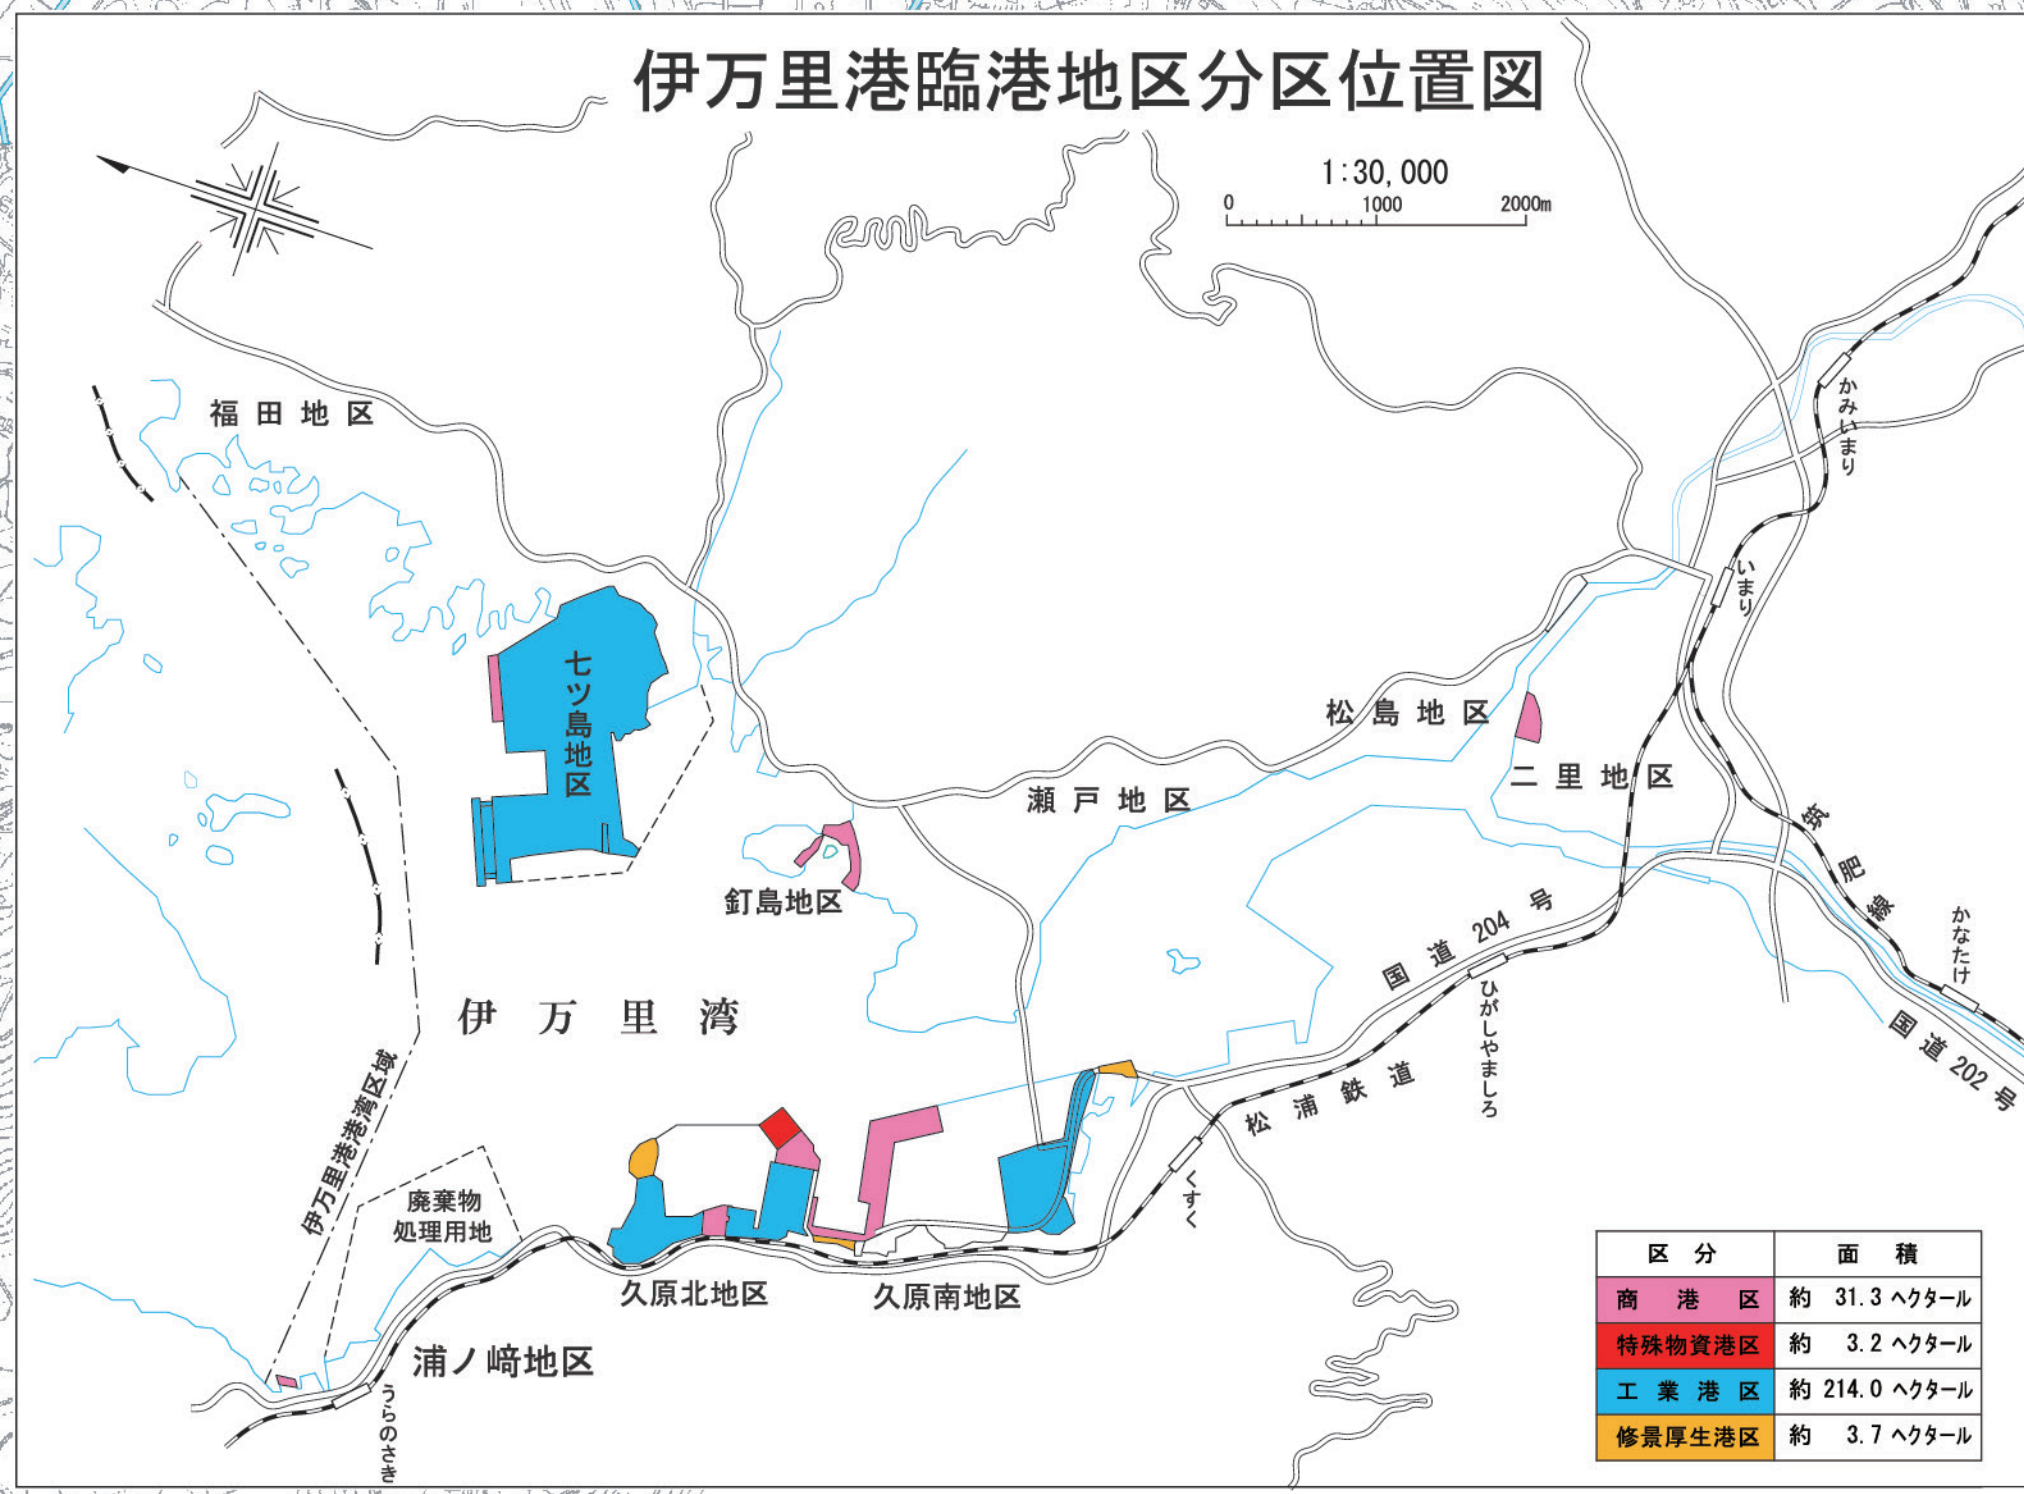 伊万里港臨港地区分区位置図
1:30,000
0 1000 2000m
福田地区
かみいまり
いまり
七ツ島地区
松島地区
二里地区
瀬戸地区
筑肥線
釘島地区
国道204号
かなたけ
伊万里湾
ひがしやましろ
国道202号
松浦鉄道
伊万里港港湾区域
くすく
廃棄物
処理用地
久原北地区
久原南地区
浦ノ崎地区
うらのさき
区分 面積
商港区 約 31.3 ヘクタール
特殊物資港区 約 3.2 ヘクタール
工業港区 約 214.0 ヘクタール
修景厚生港区 約 3.7 ヘクタール